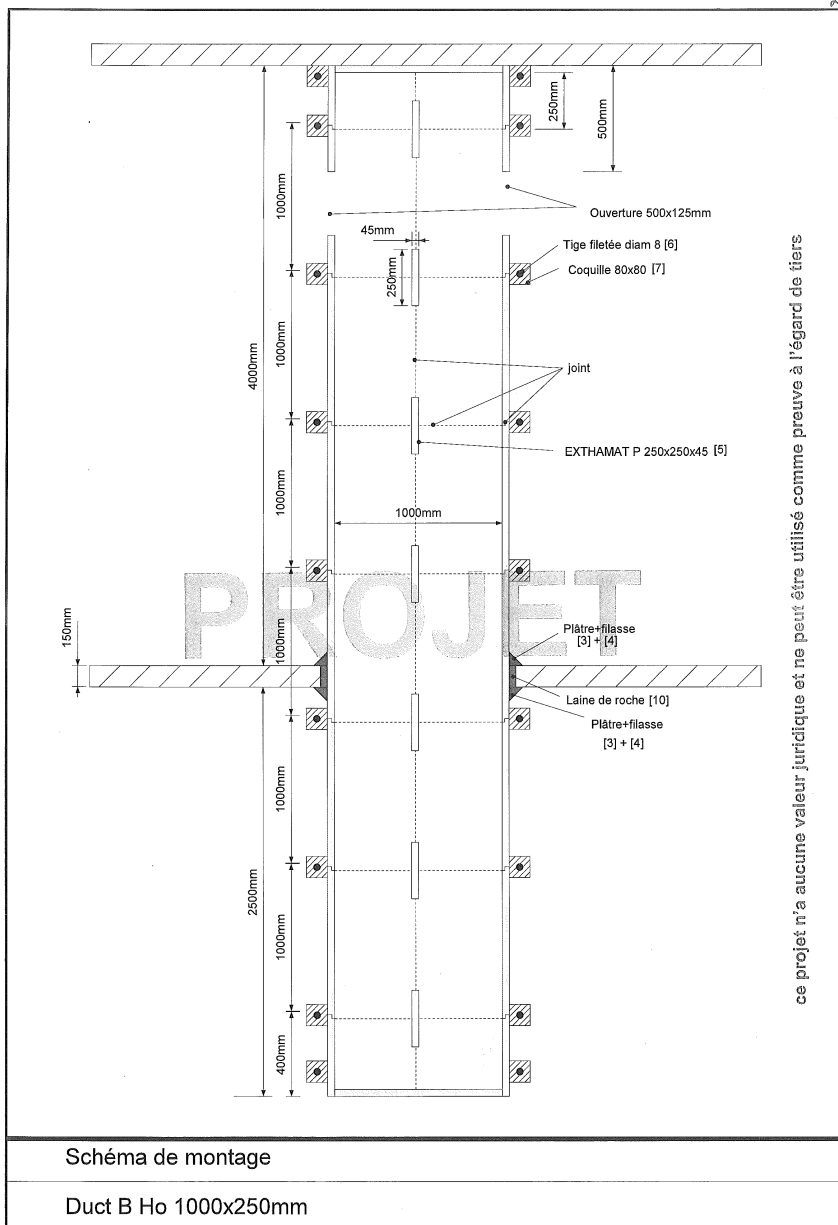 250mm
500mm
1000mm
Ouverture 500x125mm
45mm
Tige filetée diam 8 [6]
Coquille 80x80 [7]
250mm
1000mm
4000mm
joint
EXTHAMAT P 250x250x45 [5]
1000mm
1000mm
PROJET
150mm
1000mm
Plâtre+filasse
[3] + [4]
Laine de roche [10]
Plâtre+filasse
[3] + [4]
1000mm
2500mm
1000mm
400mm
ce projet n'a aucune valeur juridique et ne peut être utilisé comme preuve à l'égard de tiers
Schéma de montage
Duct B Ho 1000x250mm